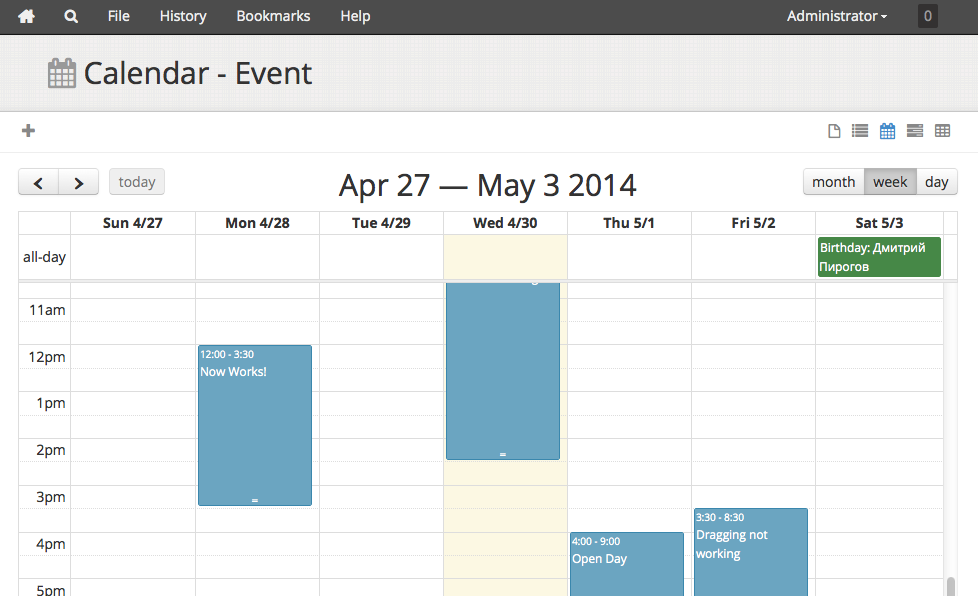 File History Bookmarks Help Administrator 0
Calendar - Event
today Apr 27 — May 3 2014 month week day
Sun 4/27 Mon 4/28 Tue 4/29 Wed 4/30 Thu 5/1 Fri 5/2 Sat 5/3
all-day
Birthday: Дмитрий
Пирогов
11am
12pm
12:00 - 3:30
Now Works!
1pm
2pm
3pm
3:30 - 8:30
Dragging not
working
4pm
4:00 - 9:00
Open Day
5pm